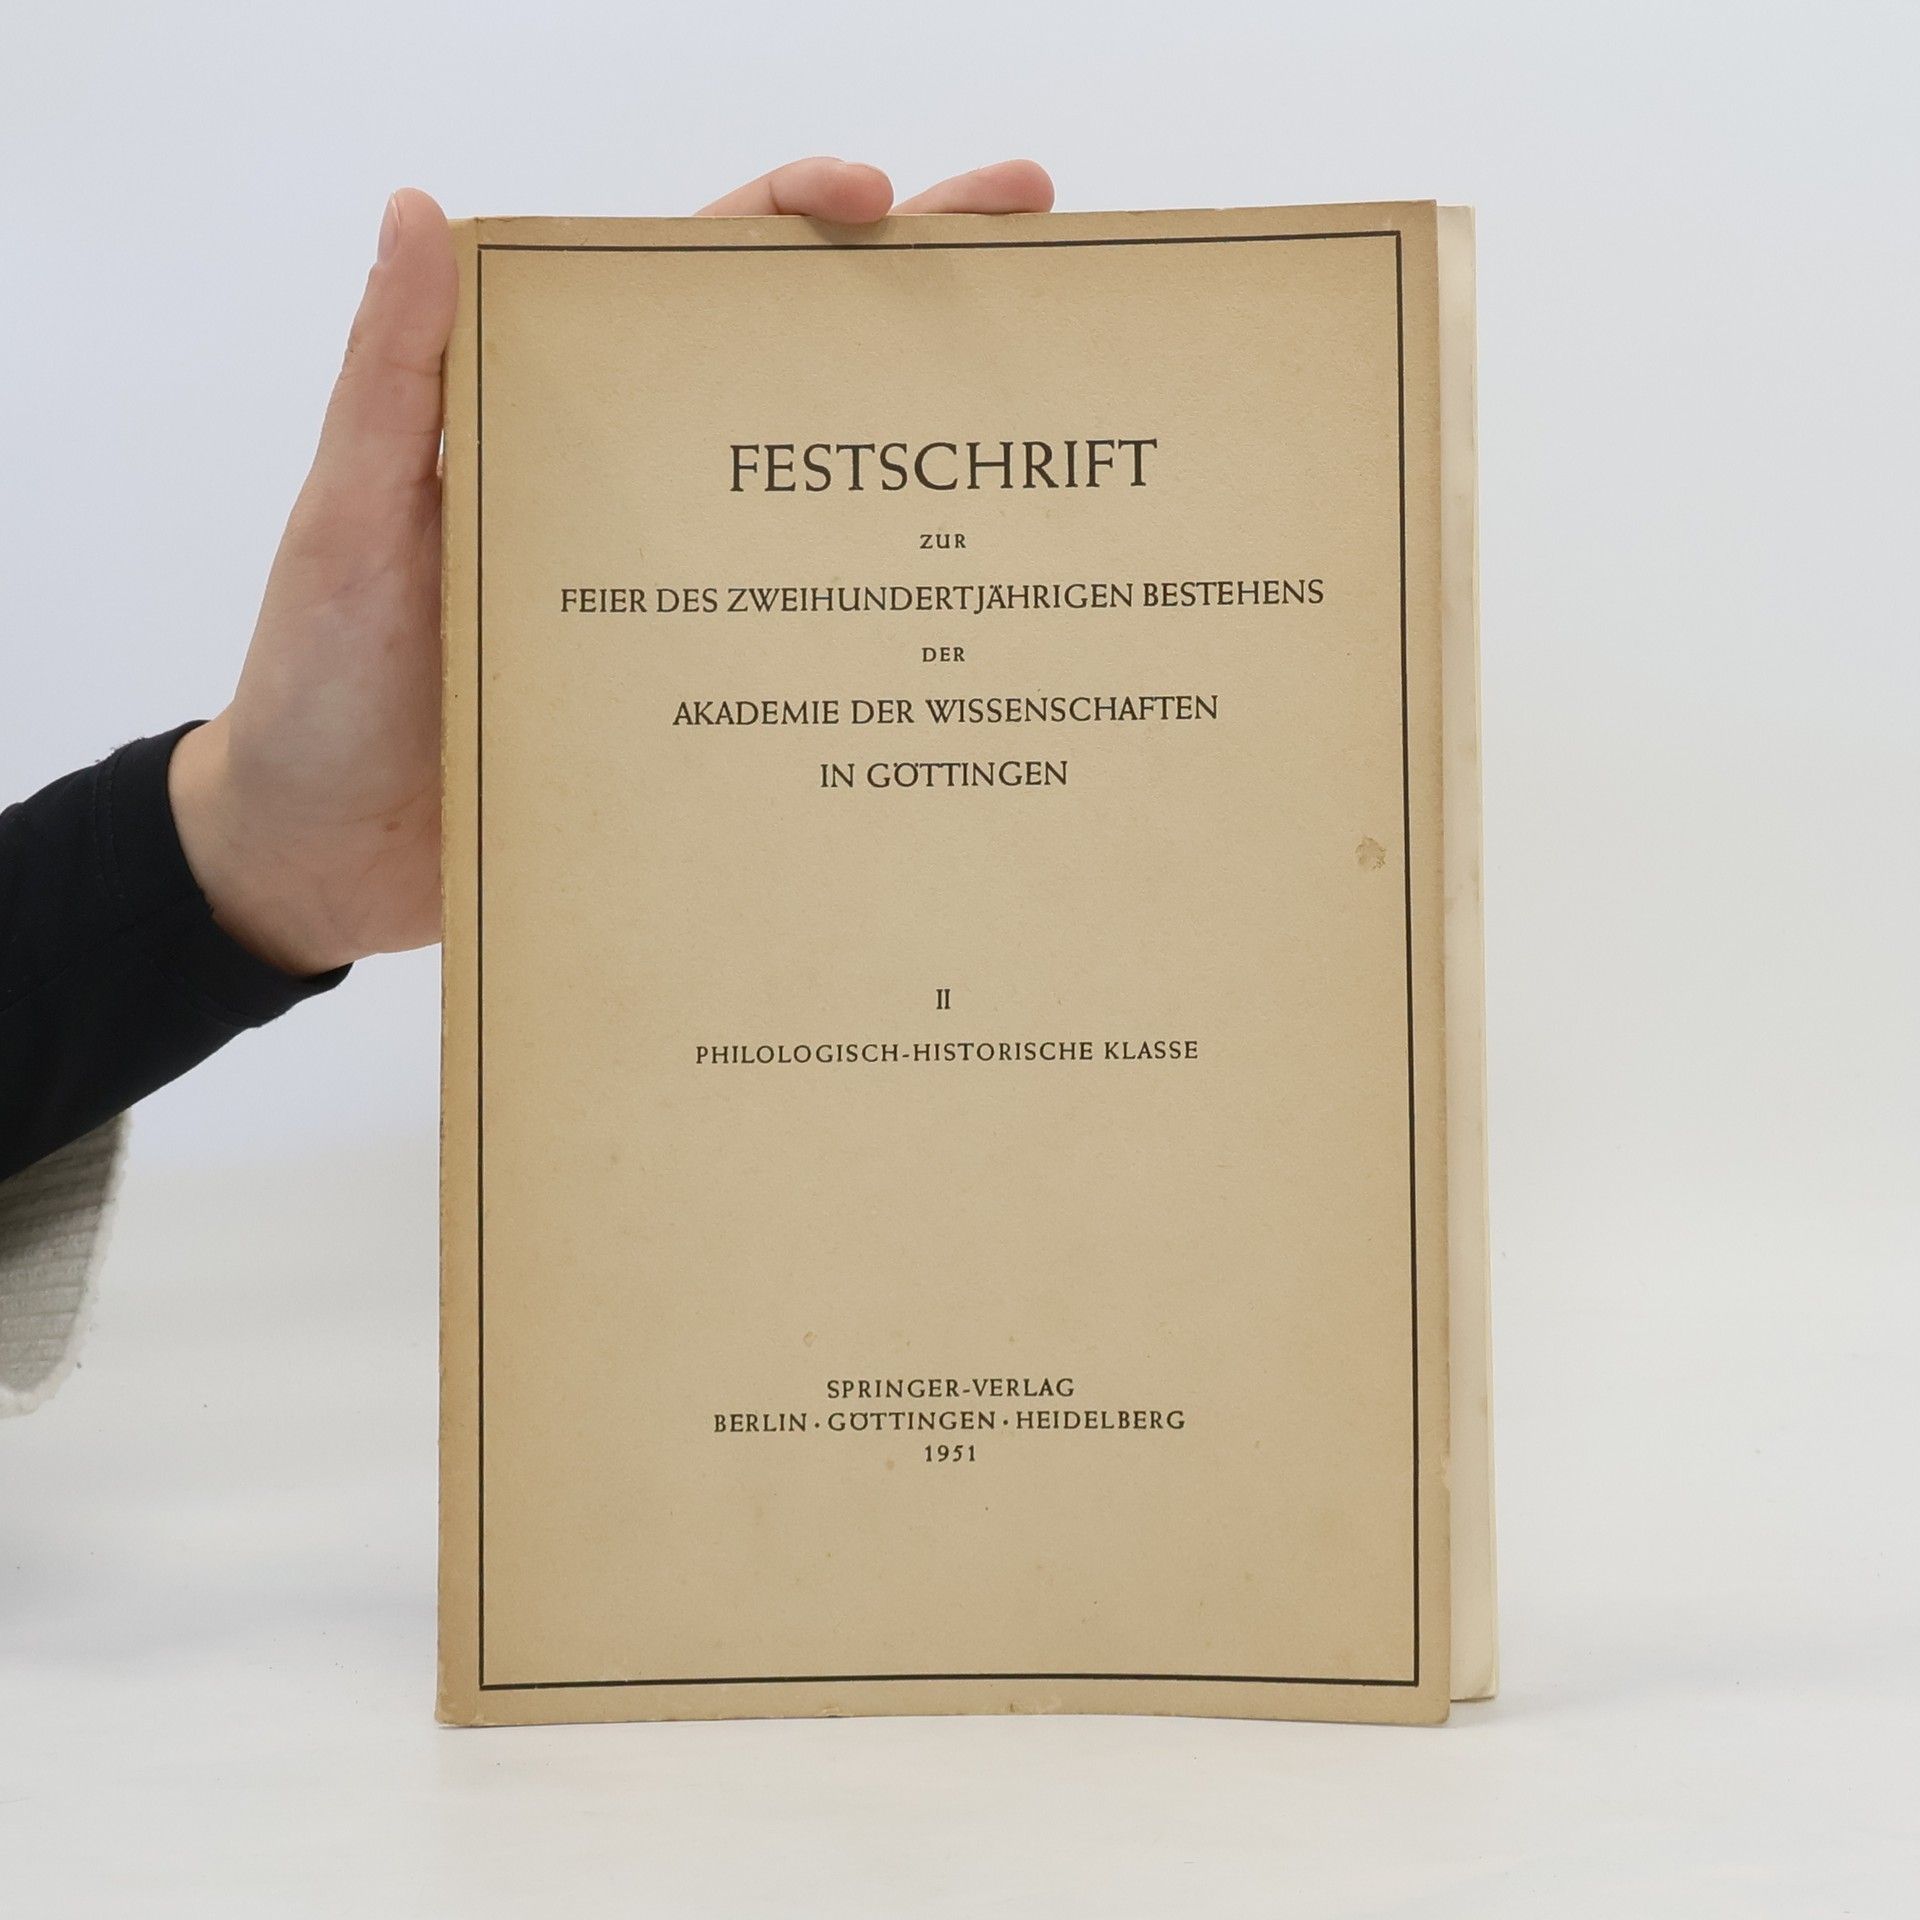 FESTSCHRIFT
ZUR
FEIER DES ZWEIHUNDERTJÄHRIGEN BESTEHENS
DER
AKADEMIE DER WISSENSCHAFTEN
IN GÖTTINGEN
II
PHILOLOGISCH-HISTORISCHE KLASSE
SPRINGER-VERLAG
BERLIN · GÖTTINGEN · HEIDELBERG
1951